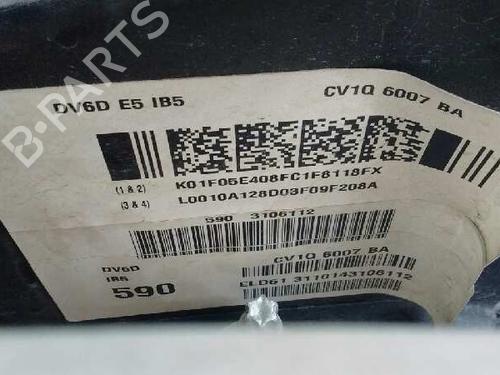 DV6D E5 IB5
CV1Q 6007 BA
(1 & 2)
K01F05E408FC1F8118FX
(3 & 4)
L0010A128D03F09F208A
590 3106112
DV6D
CV1Q 6007 BA
IB5
590
ELD61 3110143106112
B-PARTS